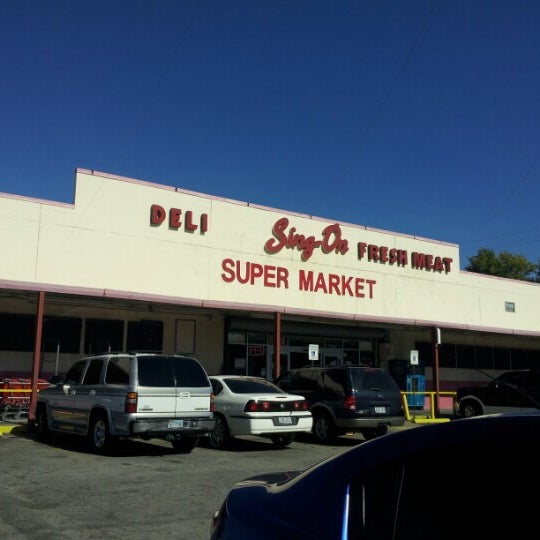 DELI
Sing-On
FRESH MEAT
SUPER MARKET